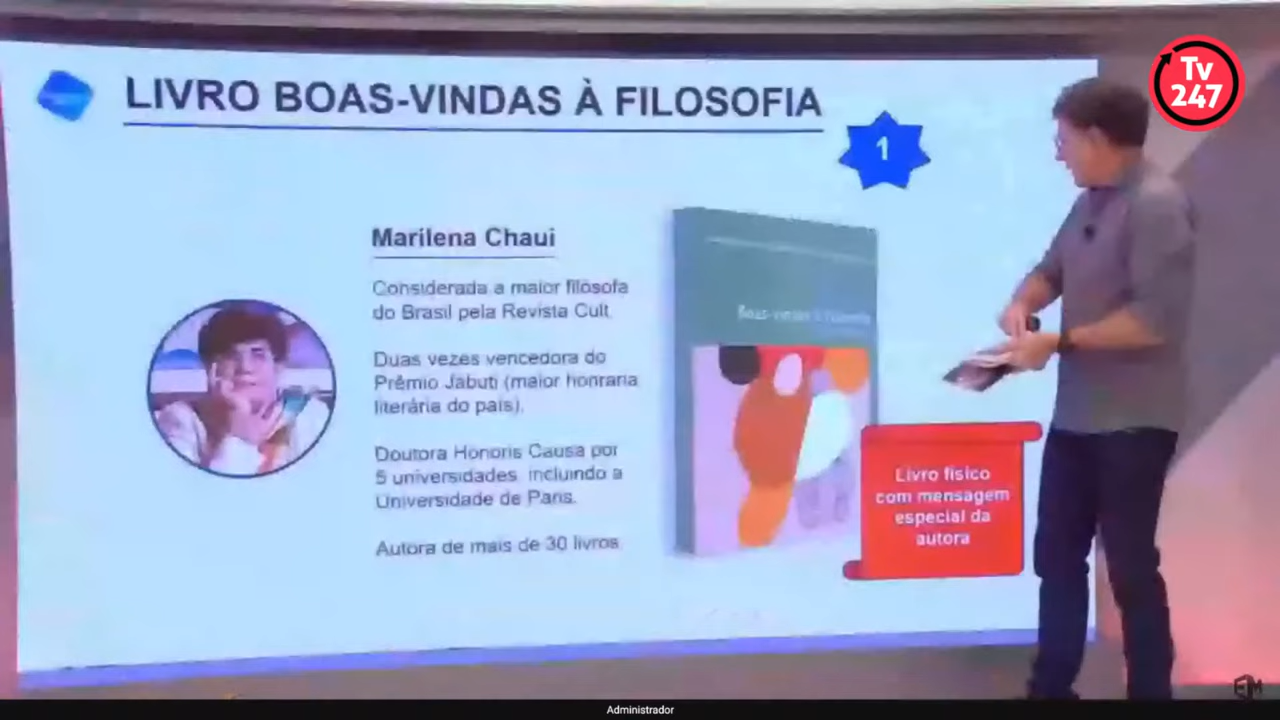 Tv
247
LIVRO BOAS-VINDAS À FILOSOFIA
1
Marilena Chaui
Considerada a maior filósofa
do Brasil pela Revista Cult.
Duas vezes vencedora do
Prêmio Jabuti (maior honraria
literária do país).
Doutora Honoris Causa por
5 universidades, incluindo a
Universidade de Paris.
Autora de mais de 30 livros.
Boas-vindas à Filosofia
Livro físico
com mensagem
especial da
autora
Administrador